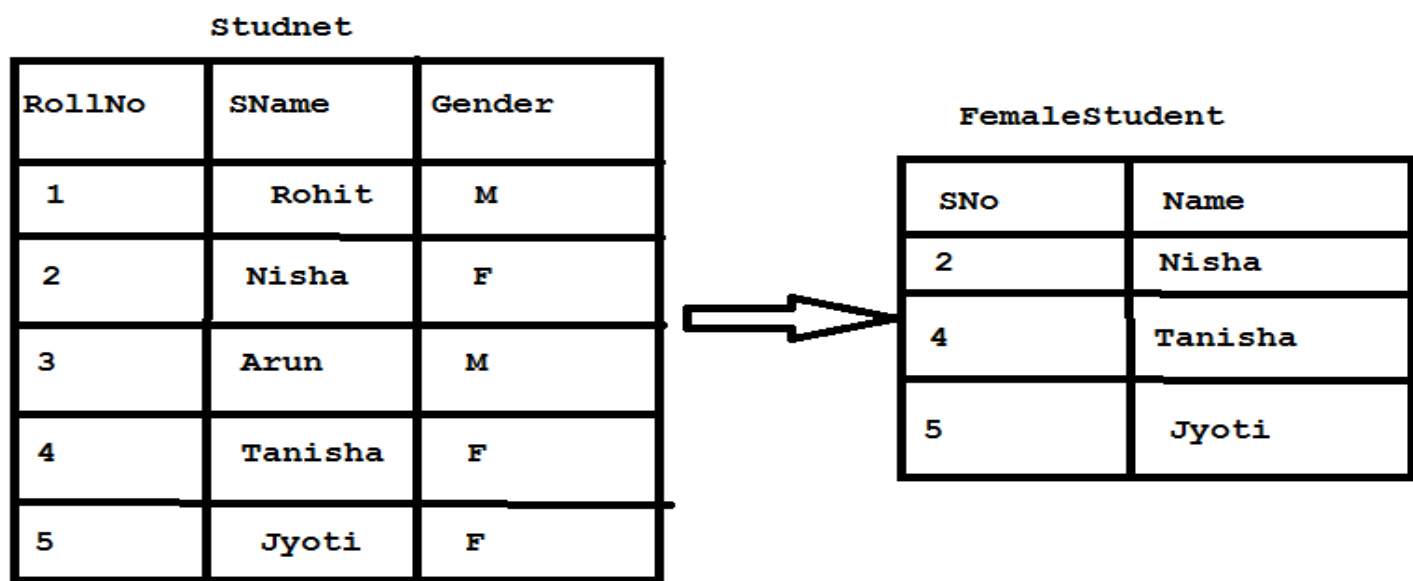 Studnet
RollNo SName Gender
1 Rohit M
2 Nisha F
3 Arun M
4 Tanisha F
5 Jyoti F
FemaleStudent
SNo Name
2 Nisha
4 Tanisha
5 Jyoti